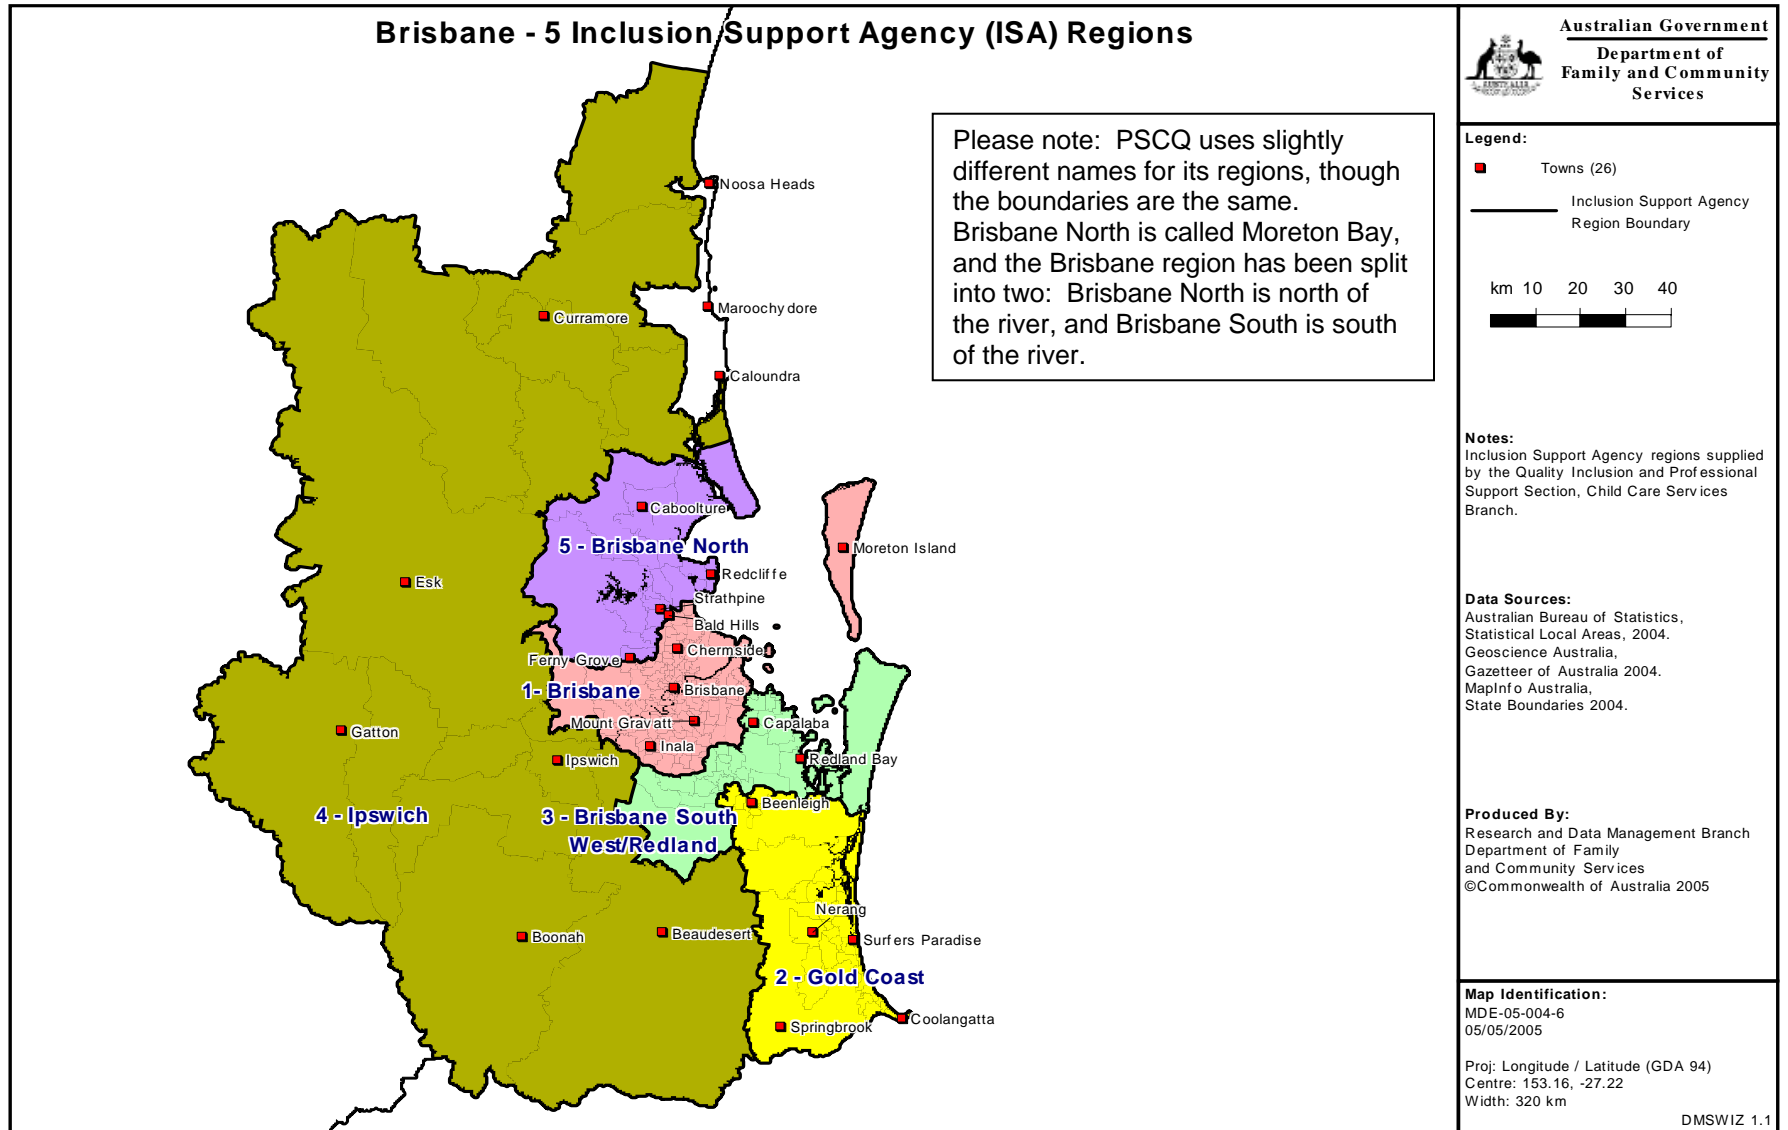 Brisbane - 5 Inclusion Support Agency (ISA) Regions
Please note: PSCQ uses slightly
different names for its regions, though
the boundaries are the same.
Brisbane North is called Moreton Bay,
and the Brisbane region has been split
into two: Brisbane North is north of
the river, and Brisbane South is south
of the river.
Noosa Heads
Maroochydore
Curramore
Caloundra
Caboolture
5 - Brisbane North
Moreton Island
Redcliffe
Esk
Strathpine
Bald Hills
Chermside
Ferny Grove
1- Brisbane
Brisbane
Mount Gravatt
Capalaba
Gatton
Inala
Ipswich
Redland Bay
Beenleigh
4 - Ipswich
3 - Brisbane South
West/Redland
Nerang
Boonah
Beaudesert
Surfers Paradise
2 - Gold Coast
Springbrook
Coolangatta
Australian Government
Department of
Family and Community
Services
AUSTRALIA
Legend:
Towns (26)
Inclusion Support Agency
Region Boundary
km 10 20 30 40
Notes:
Inclusion Support Agency regions supplied
by the Quality Inclusion and Professional
Support Section, Child Care Services
Branch.
Data Sources:
Australian Bureau of Statistics,
Statistical Local Areas, 2004.
Geoscience Australia,
Gazetteer of Australia 2004.
MapInfo Australia,
State Boundaries 2004.
Produced By:
Research and Data Management Branch
Department of Family
and Community Services
©Commonwealth of Australia 2005
Map Identification:
MDE-05-004-6
05/05/2005
Proj: Longitude / Latitude (GDA 94)
Centre: 153.16, -27.22
Width: 320 km
DMSWIZ 1.1